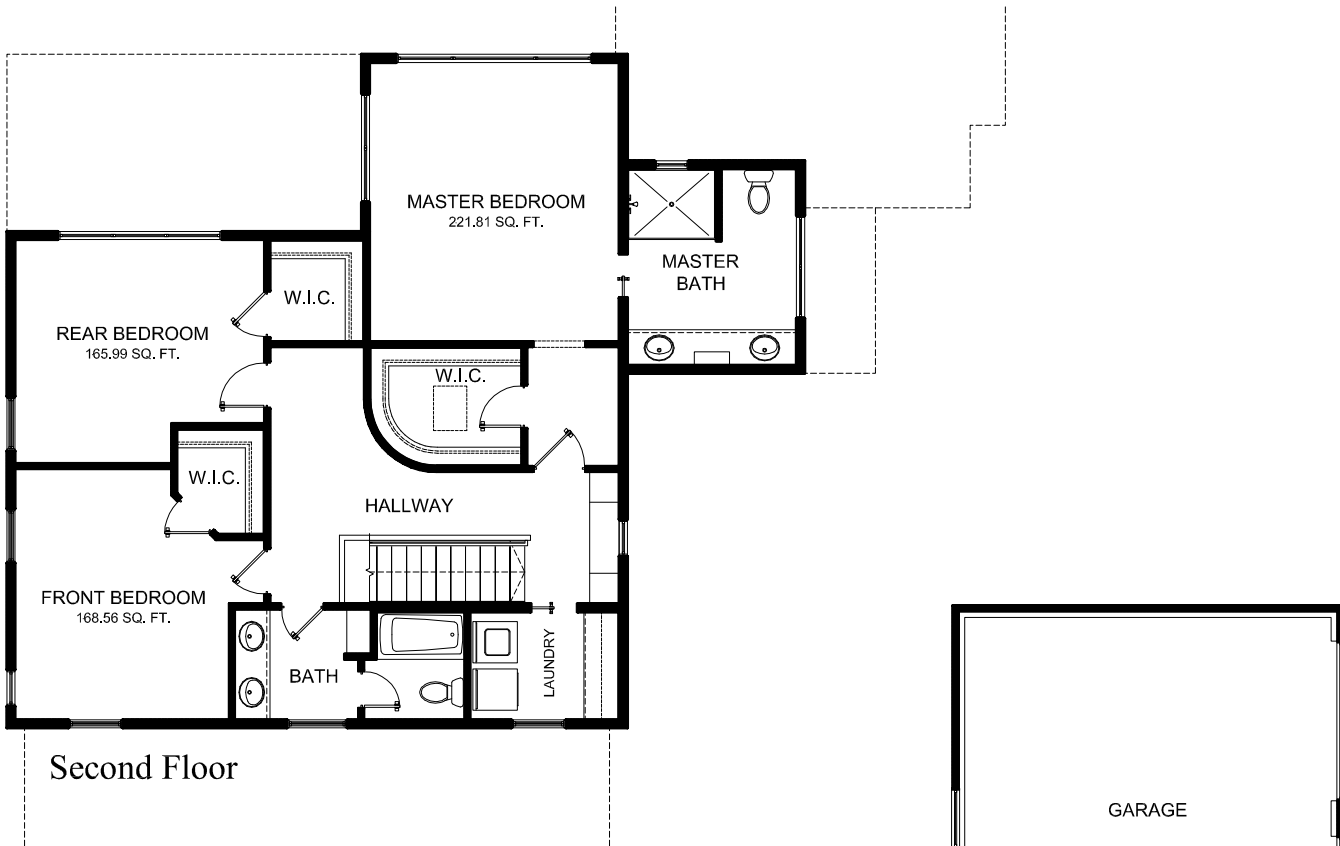 MASTER BEDROOM
221.81 SQ. FT.
MASTER
BATH
W.I.C.
REAR BEDROOM
165.99 SQ. FT.
W.I.C.
W.I.C.
HALLWAY
FRONT BEDROOM
168.56 SQ. FT.
BATH
LAUNDRY
Second Floor
GARAGE